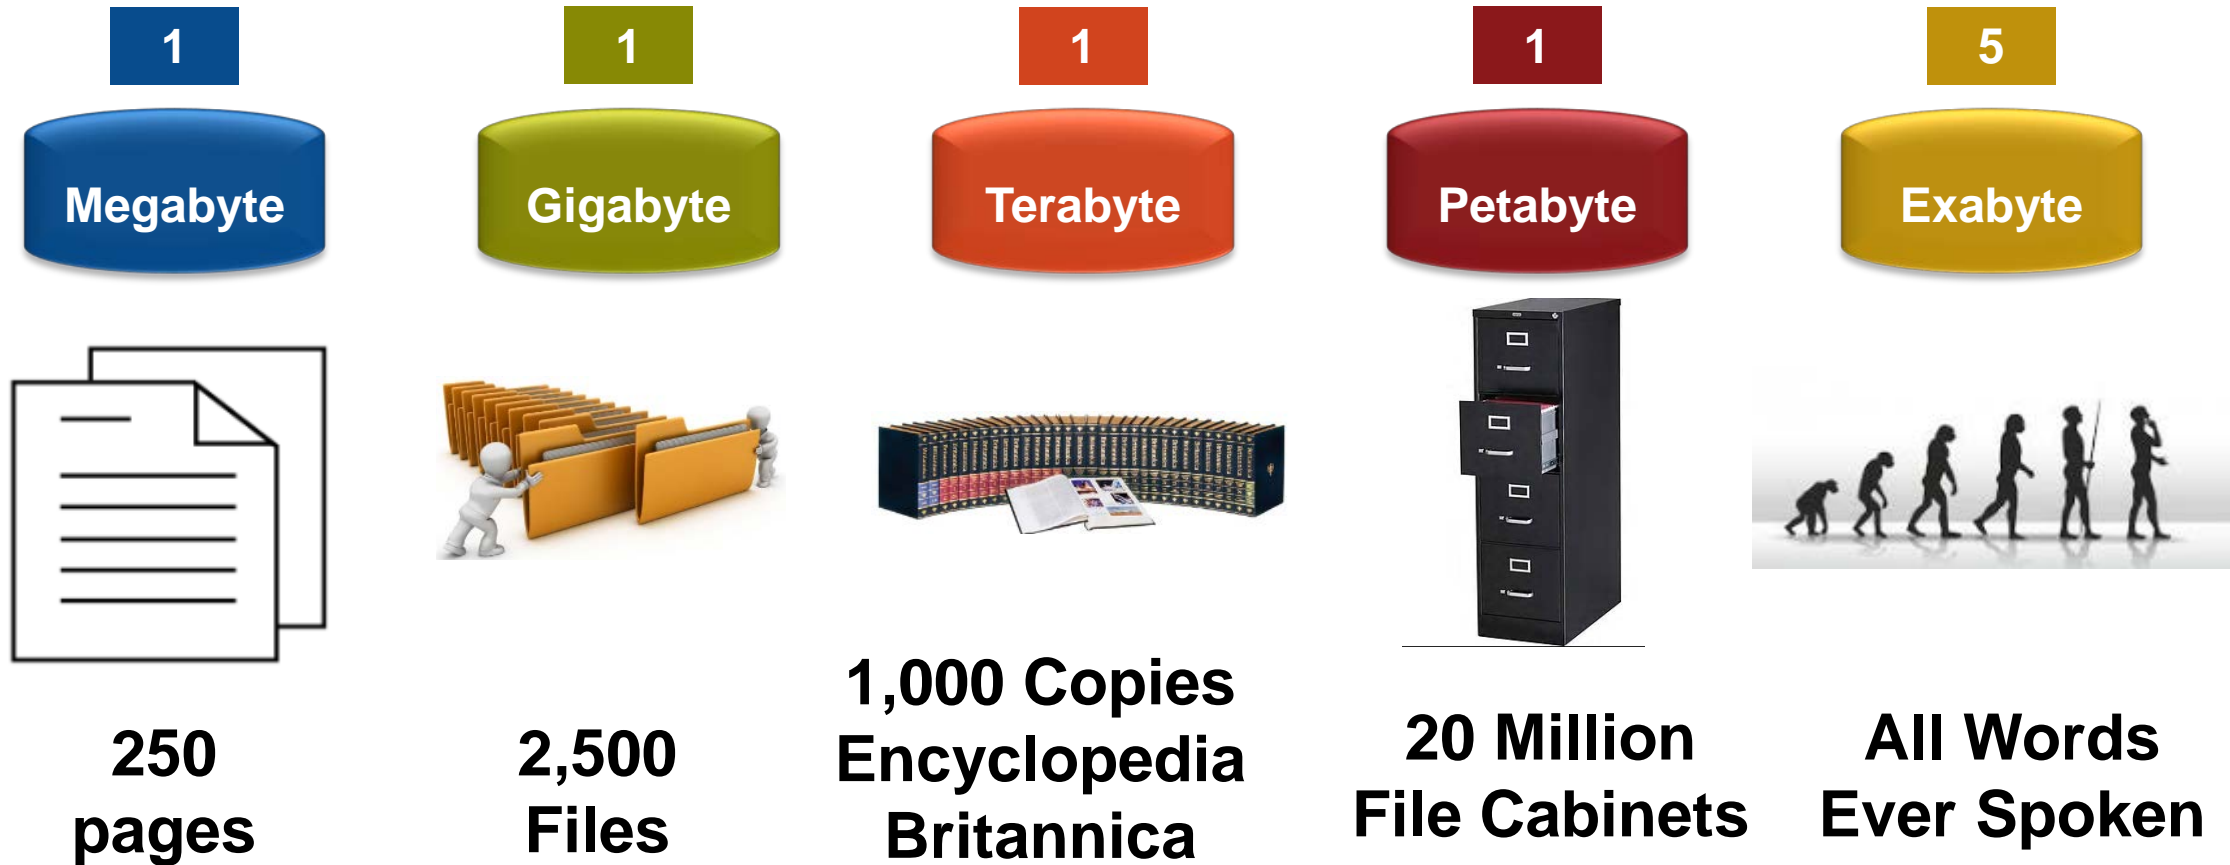 1
Megabyte
250
pages
1
Gigabyte
2,500
Files
1
Terabyte
1,000 Copies
Encyclopedia
Britannica
1
Petabyte
20 Million
File Cabinets
5
Exabyte
All Words
Ever Spoken